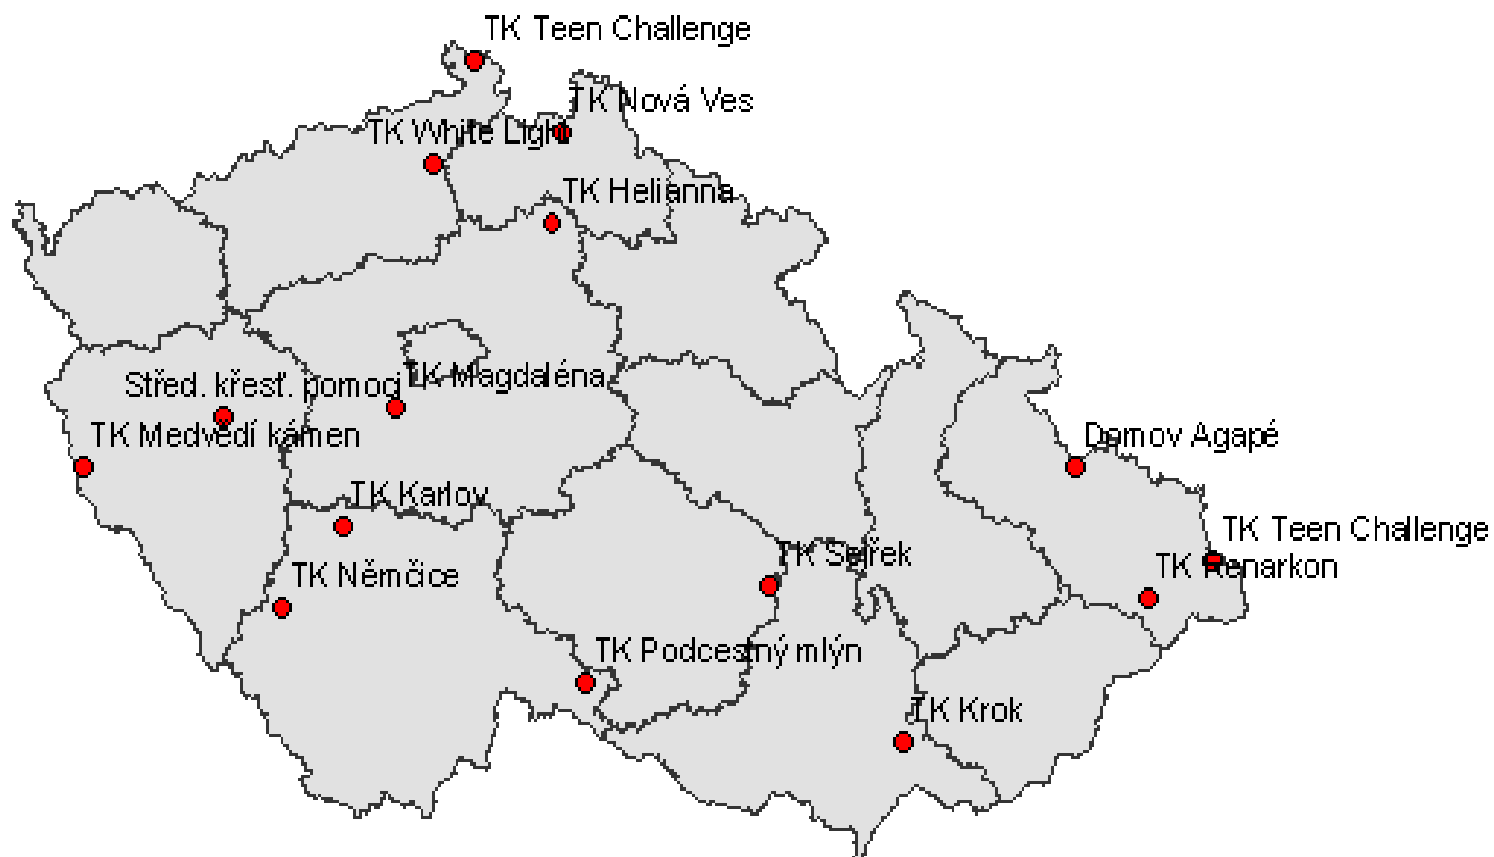 TK Teen Challenge
TK Nová Ves
TK White Light
TK Helianna
TK Magdaléna
Střed. křesť. pomoci
TK Medvědí kámen
Domov Agapé
TK Karlov
TK Teen Challenge
TK Sejřek
TK Renarkon
TK Němčice
TK Podcestný mlýn
TK Krok